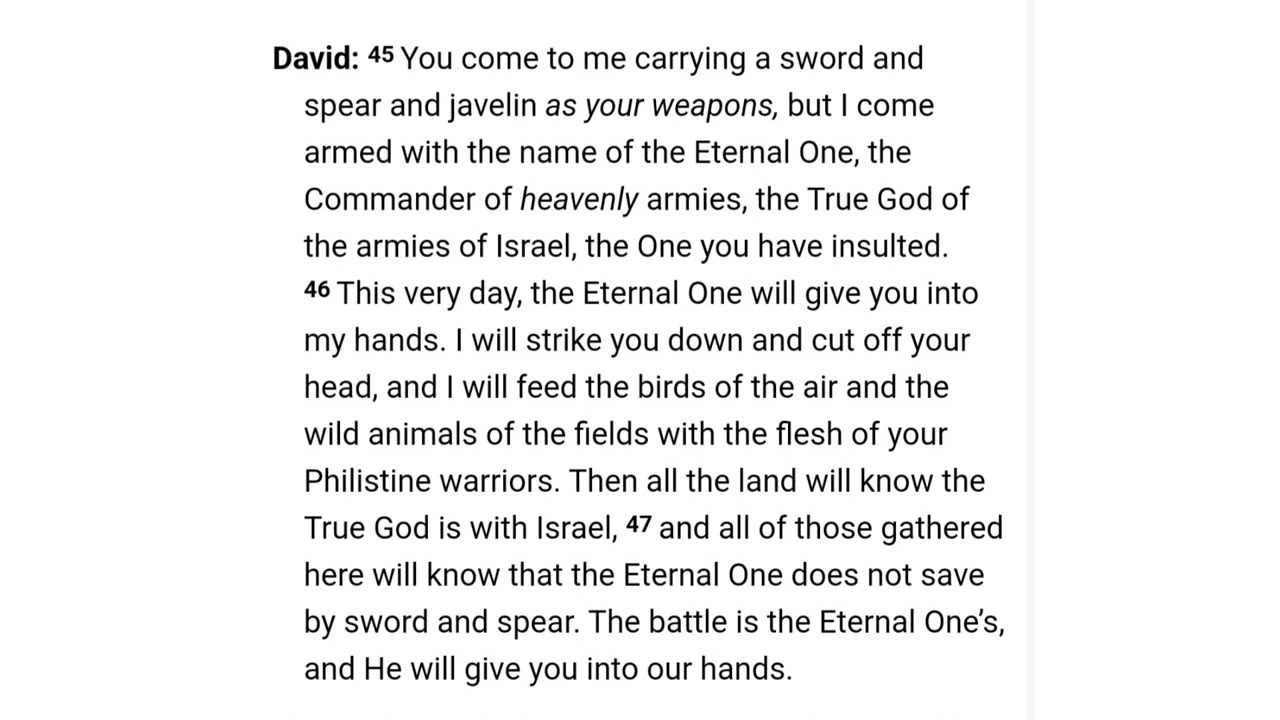 David: 45 You come to me carrying a sword and
spear and javelin as your weapons, but I come
armed with the name of the Eternal One, the
Commander of heavenly armies, the True God of
the armies of Israel, the One you have insulted.
46 This very day, the Eternal One will give you into
my hands. I will strike you down and cut off your
head, and I will feed the birds of the air and the
wild animals of the fields with the flesh of your
Philistine warriors. Then all the land will know the
True God is with Israel, 47 and all of those gathered
here will know that the Eternal One does not save
by sword and spear. The battle is the Eternal One’s,
and He will give you into our hands.